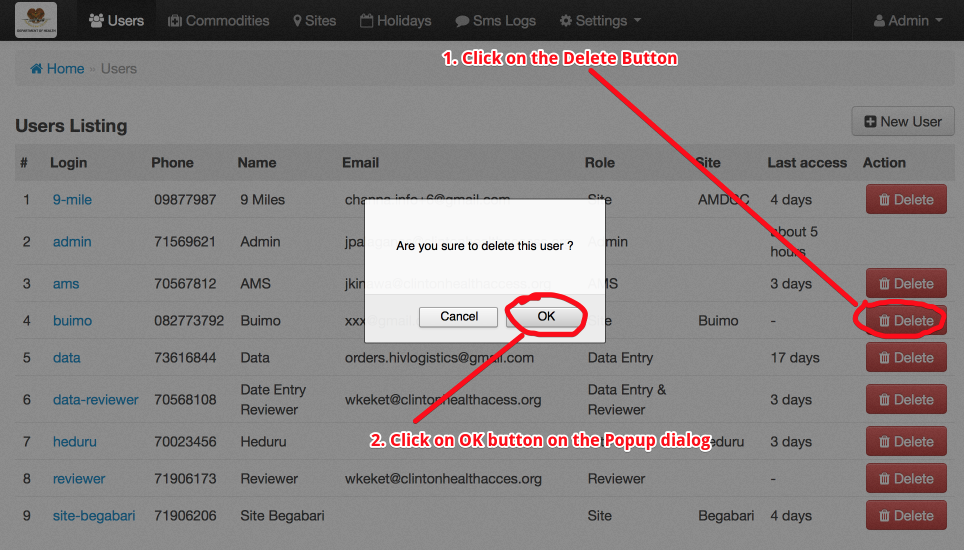 DEPARTMENT OF HEALTH
Users
Commodities
Sites
Holidays
Sms Logs
Settings
Admin
1. Click on the Delete Button
Home » Users
Users Listing
New User
# Login Phone Name Email Role Site Last access Action
1 9-mile 09877987 9 Miles Site AMDOC 4 days Delete
2 admin 71569621 Admin Admin about 5
hours
3 ams 70567812 AMS 3 days Delete
Are you sure to delete this user ?
Cancel OK
4 buimo 082773792 Buimo Buimo - Delete
5 data 73616844 Data orders.hivlogistics@gmail.com Data Entry 17 days Delete
6 data-reviewer 70568108 Date Entry
Reviewer wkeket@clintonhealthacess.org Data Entry &
Reviewer 3 days Delete
2. Click on OK button on the Popup dialog
7 heduru 70023456 Heduru 3 days Delete
8 reviewer 71906173 Reviewer wkeket@clintonhealthacces.org Reviewer - Delete
9 site-begabari 71906206 Site Begabari Site Begabari 4 days Delete